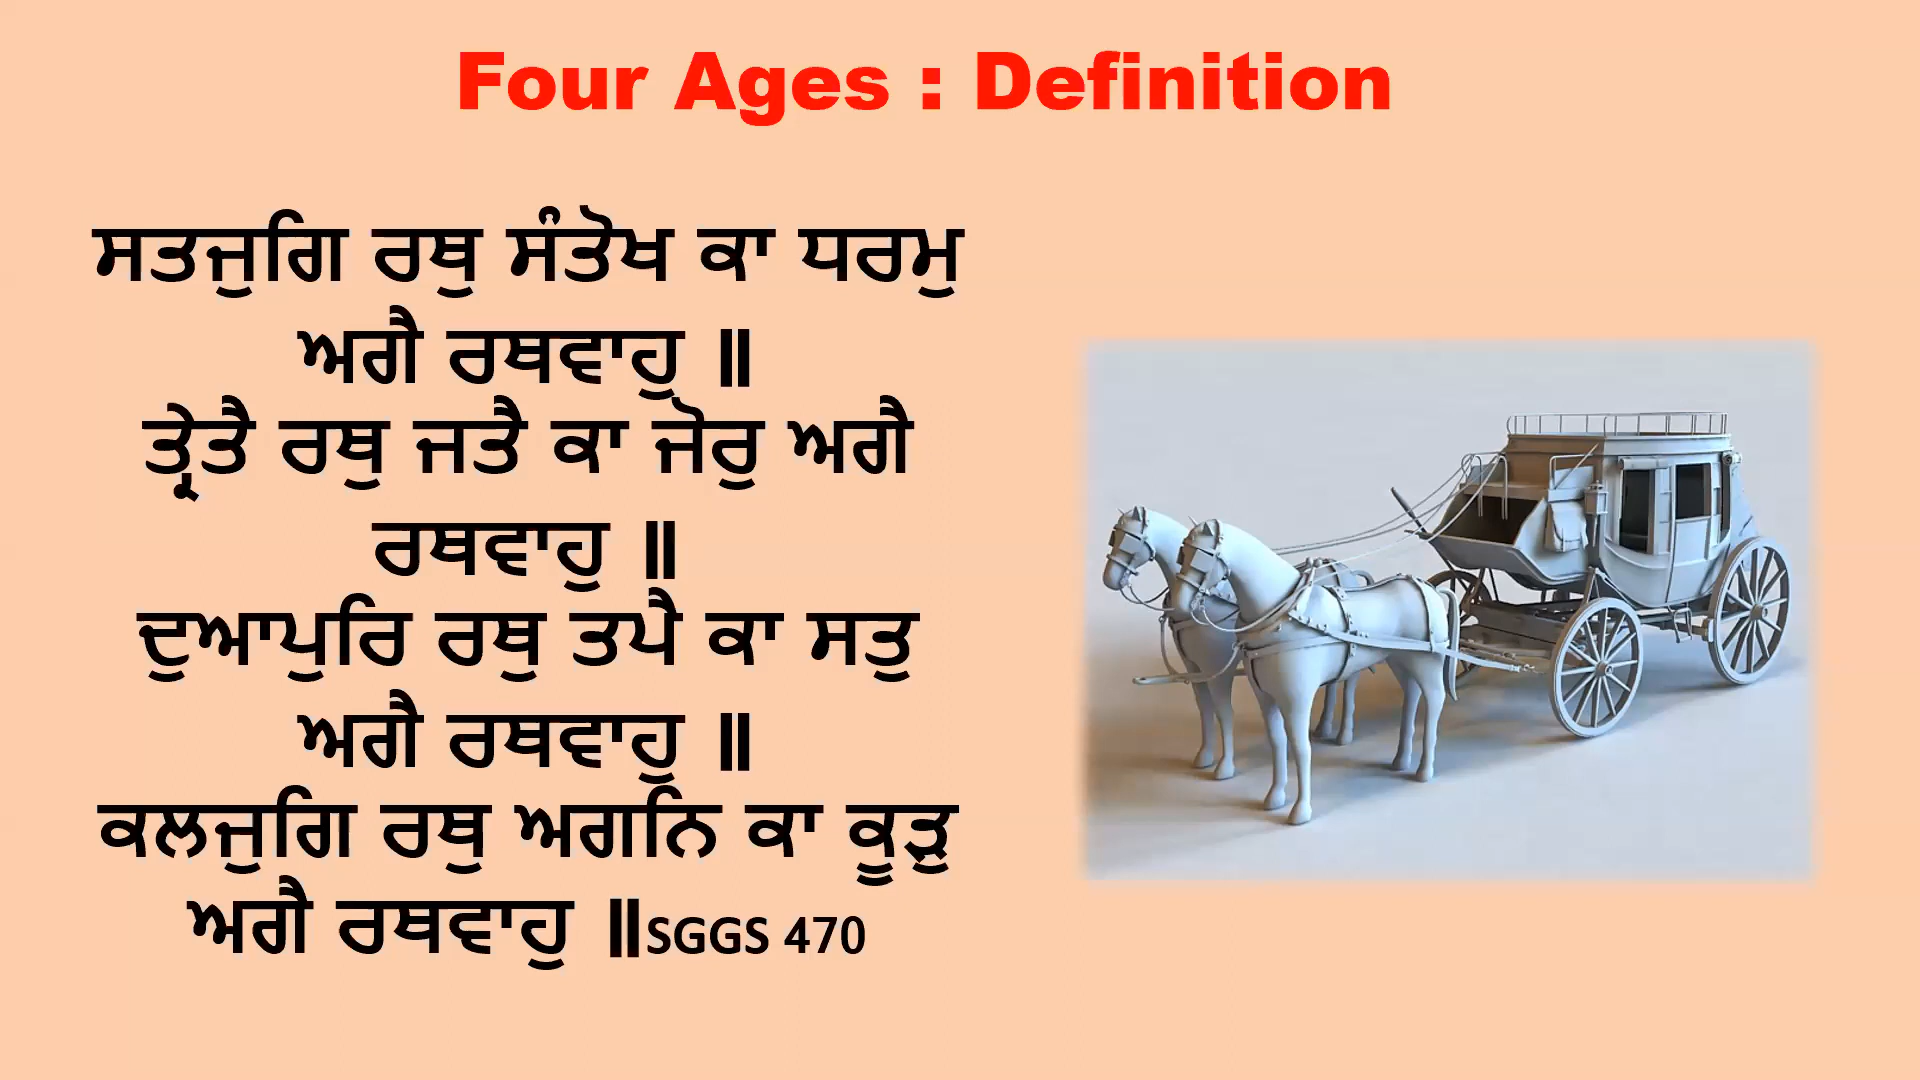 Four Ages : Definition
ਸਤਜੁਗਿ ਰਥੁ ਸੰਤੋਖ ਕਾ ਧਰਮੁ
ਅਗੈ ਰਥਵਾਹੁ ॥
ਤ੍ਰੇਤੈ ਰਥੁ ਜਤੈ ਕਾ ਜੋਰੁ ਅਗੈ
ਰਥਵਾਹੁ ॥
ਦੁਆਪੁਰਿ ਰਥੁ ਤਪੈ ਕਾ ਸਤੁ
ਅਗੈ ਰਥਵਾਹੁ ॥
ਕਲਜੁਗਿ ਰਥੁ ਅਗਨਿ ਕਾ ਕੂੜੁ
ਅਗੈ ਰਥਵਾਹੁ ॥SGGS 470